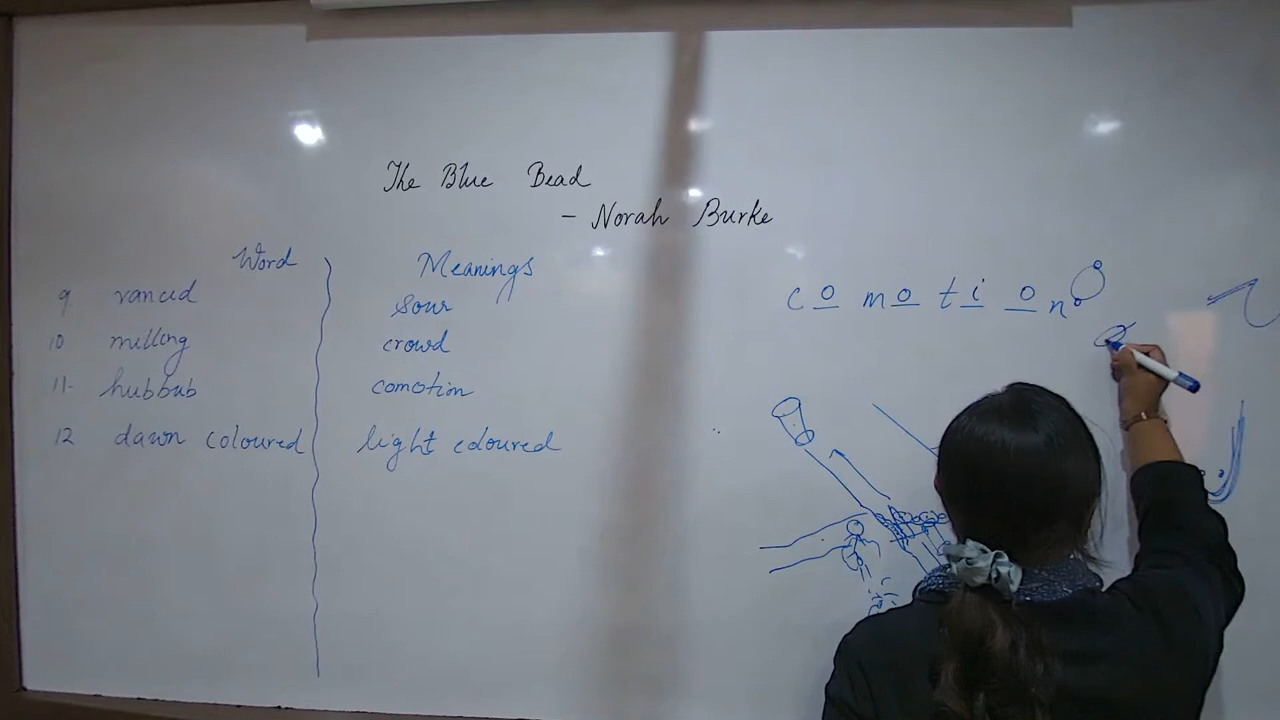 The Blue Bead
- Norah Burke
Word Meanings
9 rancid sour
10 milling crowd
11- hubbub comotion
12 dawn coloured light coloured
c o m o t i o n